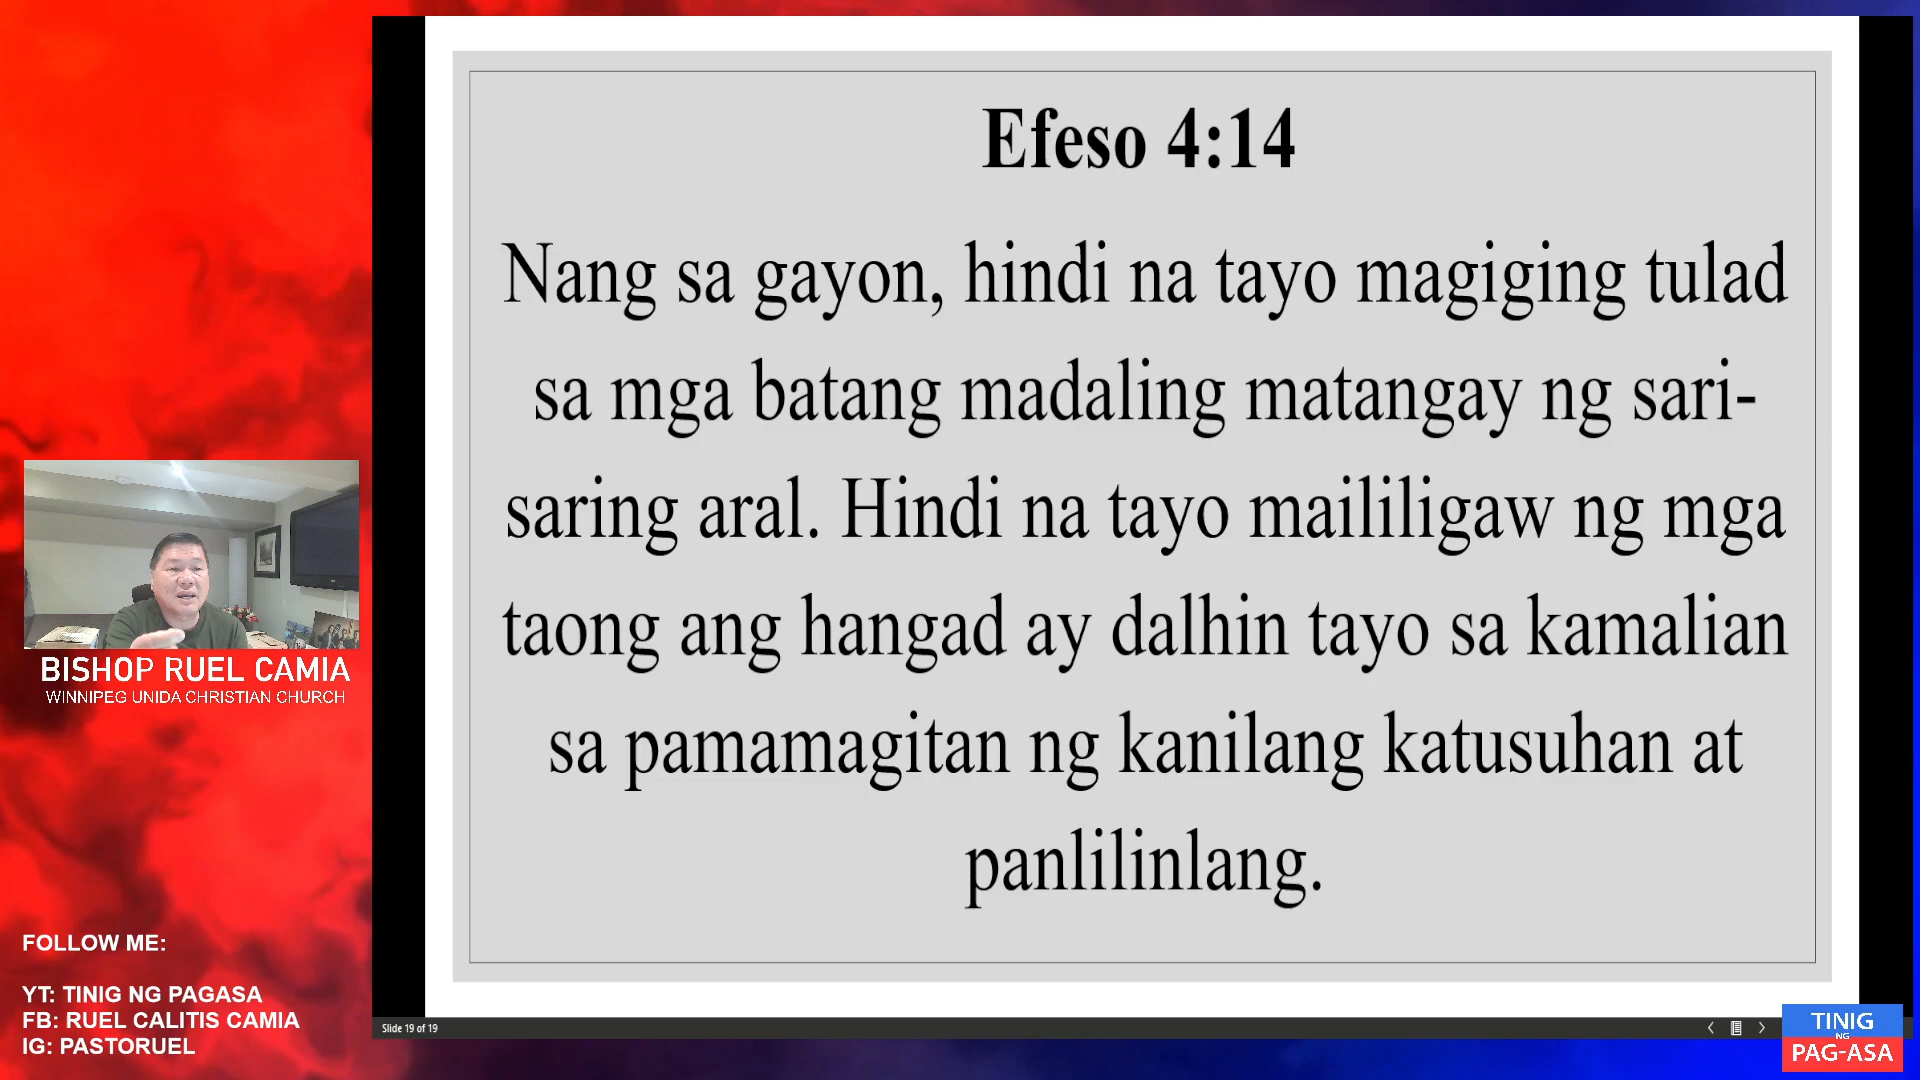 Efeso 4:14
Nang sa gayon, hindi na tayo magiging tulad
sa mga batang madaling matangay ng sari-
saring aral. Hindi na tayo maililigaw ng mga
taong ang hangad ay dalhin tayo sa kamalian
sa pamamagitan ng kanilang katusuhan at
panlilinlang.
BISHOP RUEL CAMIA
WINNIPEG UNIDA CHRISTIAN CHURCH
FOLLOW ME:
YT: TINIG NG PAGASA
FB: RUEL CALITIS CAMIA
IG: PASTORUEL
Slide 19 of 19
TINIG
NG
PAG-ASA